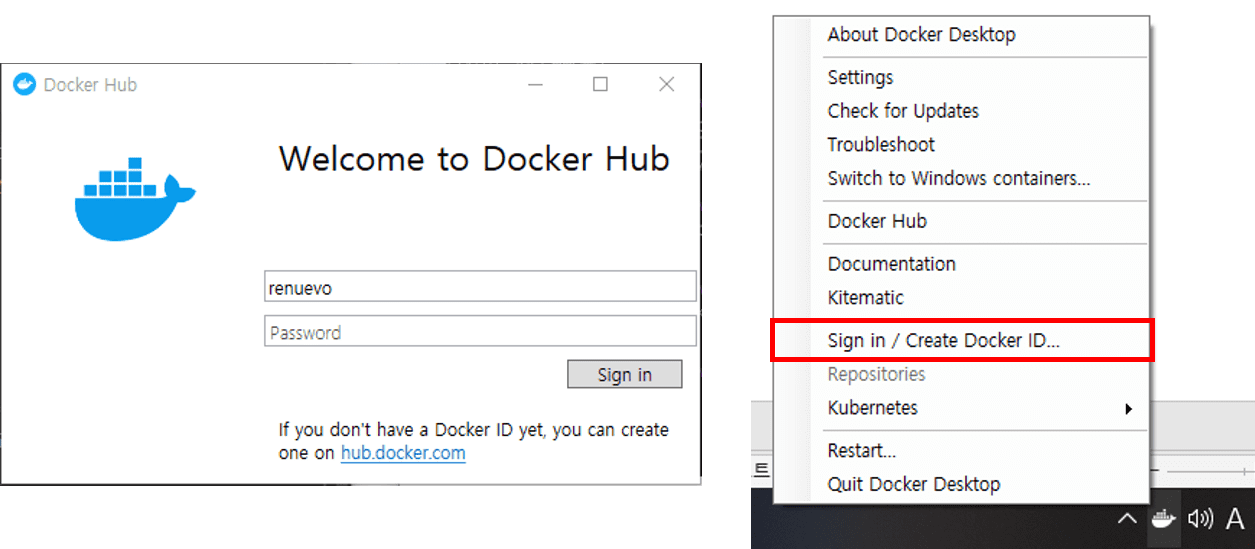 Docker Hub
Welcome to Docker Hub
renuevo
Password
Sign in
If you don't have a Docker ID yet, you can create
one on hub.docker.com
About Docker Desktop
Settings
Check for Updates
Troubleshoot
Switch to Windows containers...
Docker Hub
Documentation
Kitematic
Sign in / Create Docker ID...
Repositories
Kubernetes
Restart...
Quit Docker Desktop
트
A